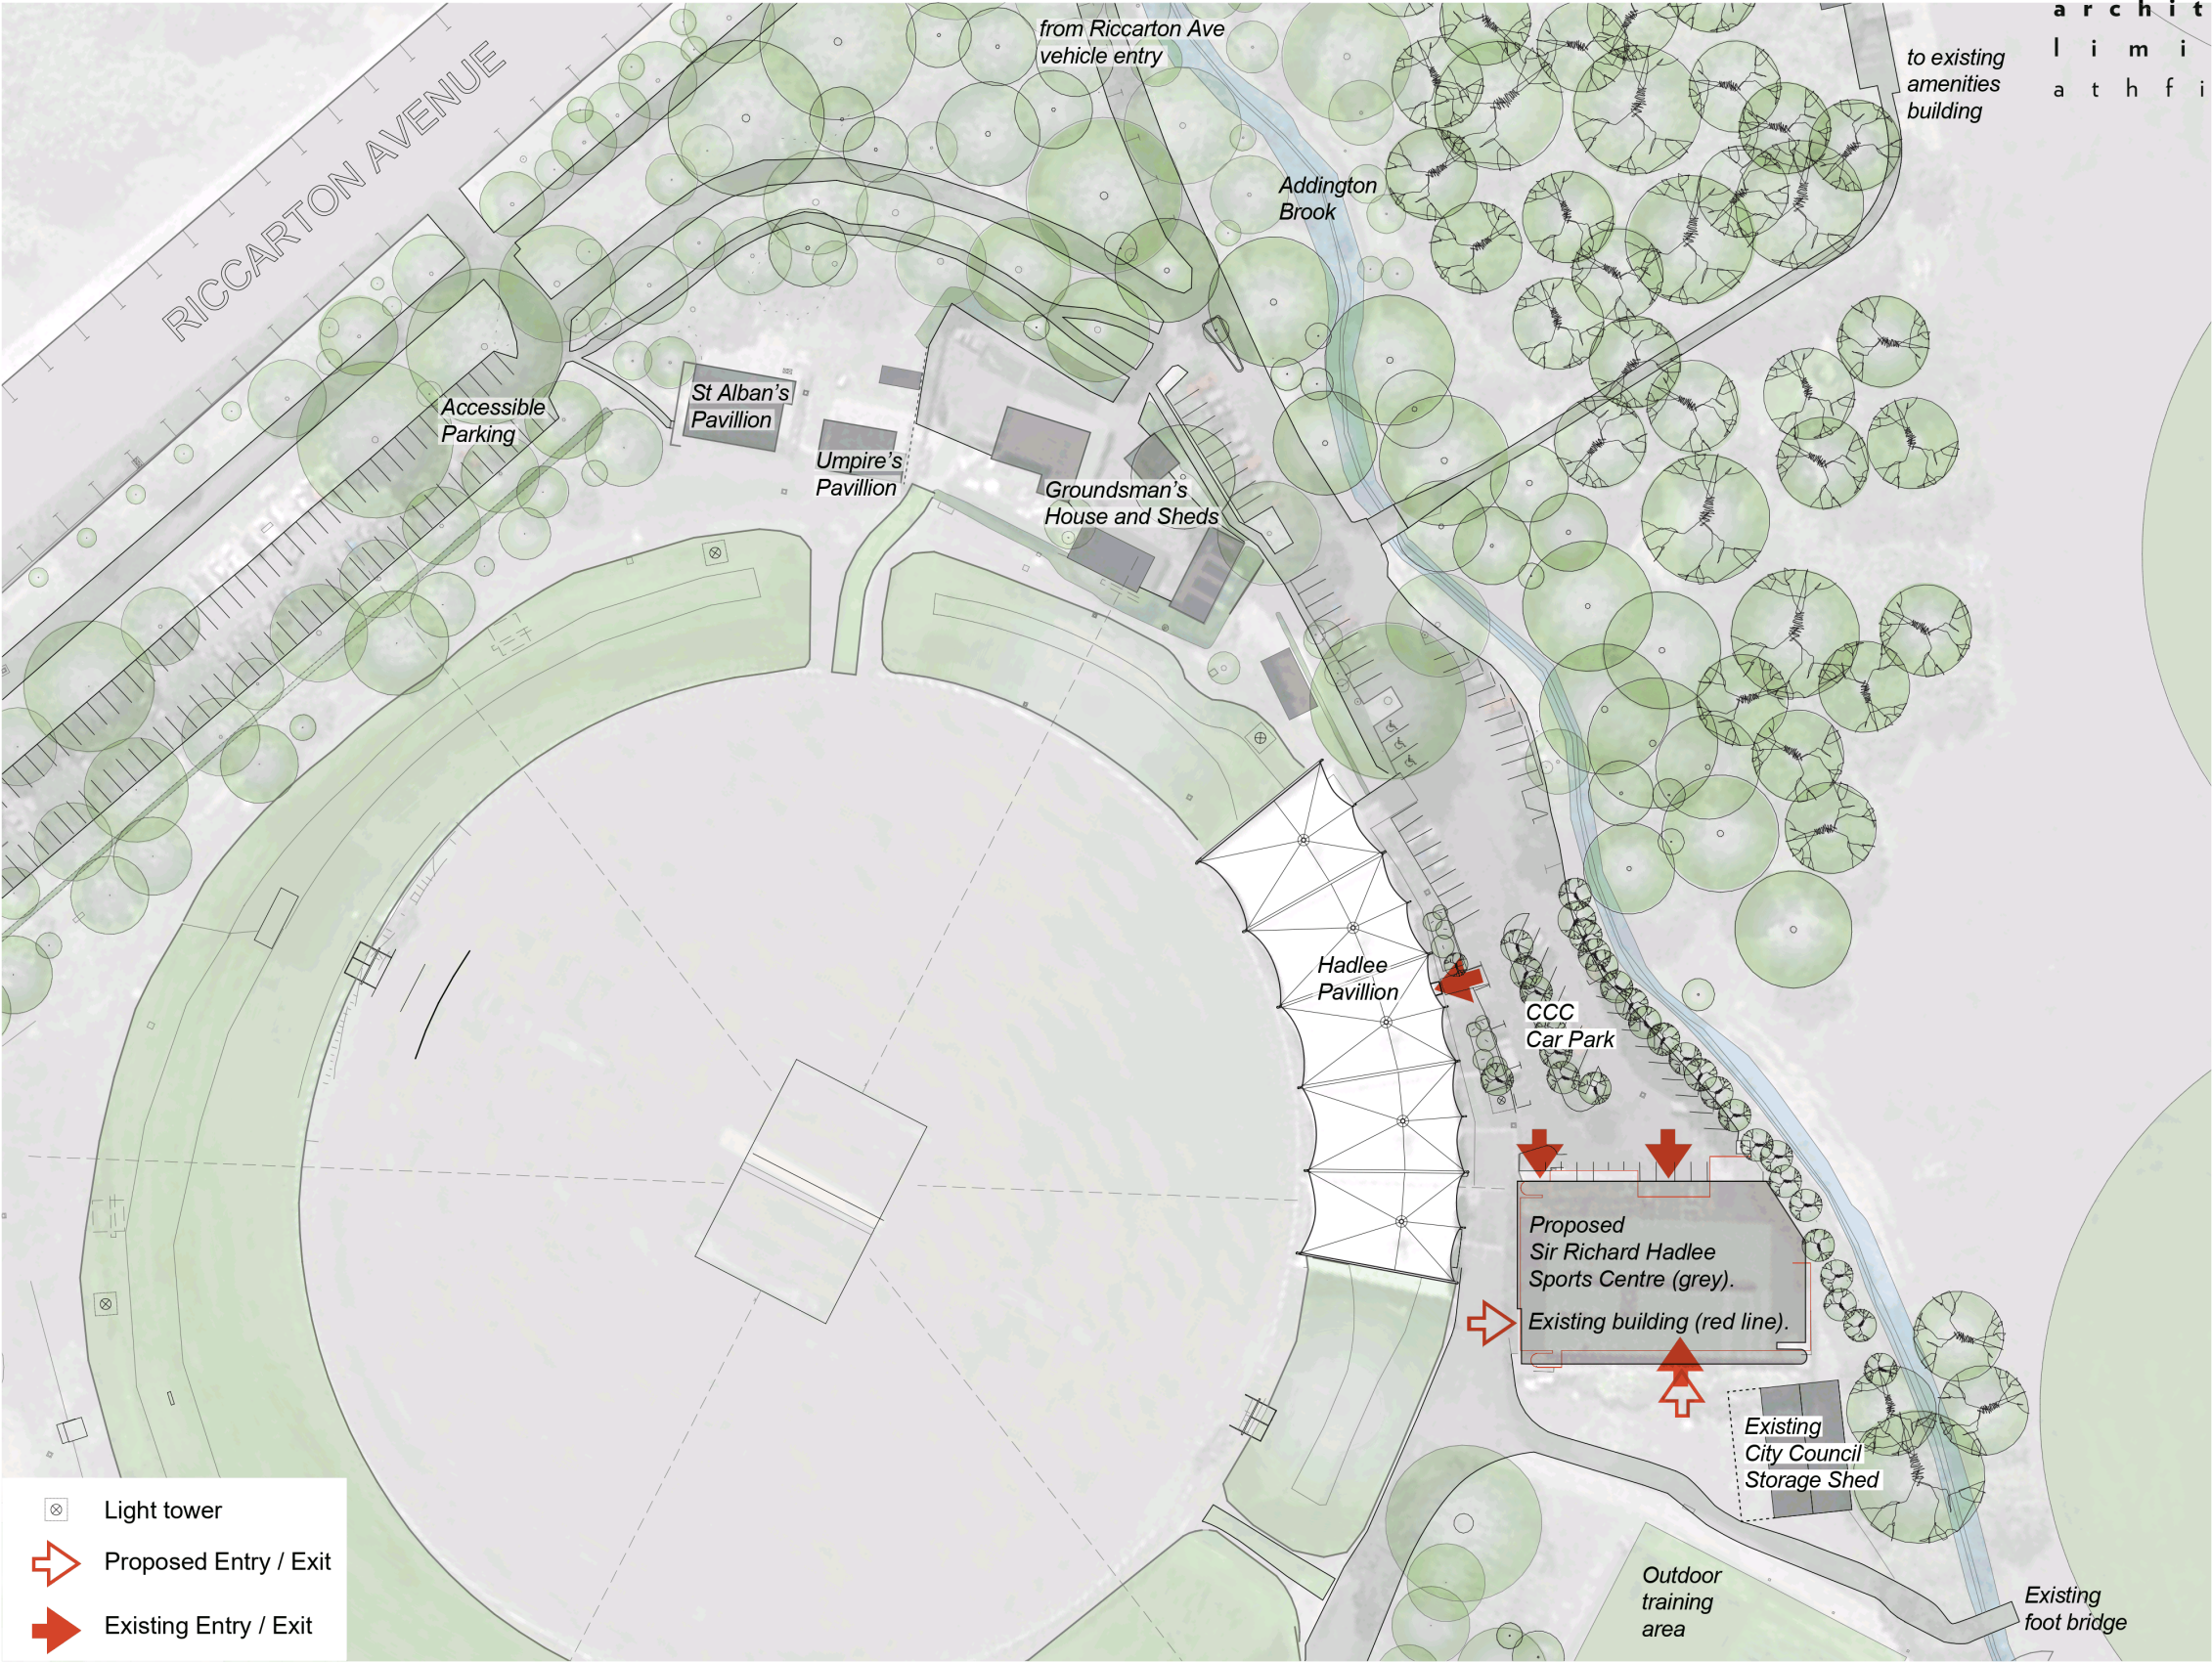 archit
limi
athfi
from Riccarton Ave
vehicle entry
to existing
amenities
building
RICCARTON AVENUE
Addington
Brook
Accessible
Parking
St Alban's
Pavillion
Umpire's
Pavillion
Groundsman's
House and Sheds
Hadlee
Pavillion
CCC
Car Park
Proposed
Sir Richard Hadlee
Sports Centre (grey).
Existing building (red line).
Existing
City Council
Storage Shed
Outdoor
training
area
Existing
foot bridge
Light tower
Proposed Entry / Exit
Existing Entry / Exit